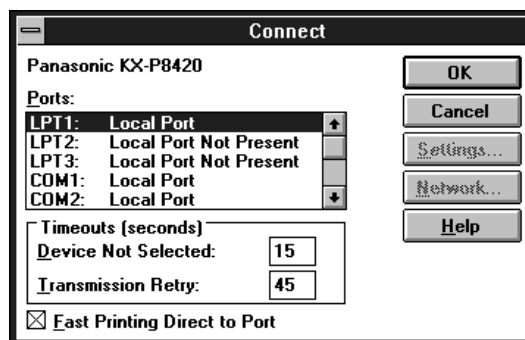 Connect
Panasonic KX-P8420
Ports:
LPT1: Local Port
LPT2: Local Port Not Present
LPT3: Local Port Not Present
COM1: Local Port
COM2: Local Port
Timeouts (seconds)
Device Not Selected: 15
Transmission Retry: 45
Fast Printing Direct to Port
OK
Cancel
Settings...
Network...
Help